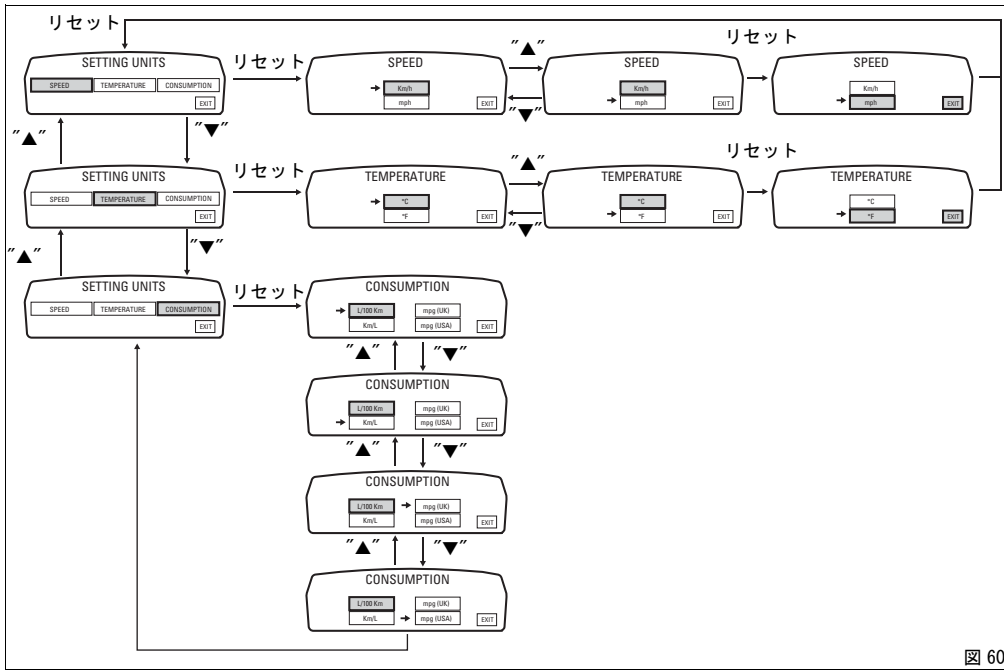 リセット
リセット
SETTING UNITS
SPEED TEMPERATURE CONSUMPTION
EXIT
リセット
SPEED
Km/h
mph
EXIT
"▲"
"▼"
SPEED
Km/h
mph
EXIT
SPEED
Km/h
mph
EXIT
"▲"
"▼"
リセット
SETTING UNITS
SPEED TEMPERATURE CONSUMPTION
EXIT
リセット
TEMPERATURE
°C
°F
EXIT
"▲"
"▼"
TEMPERATURE
°C
°F
EXIT
TEMPERATURE
°C
°F
EXIT
"▲"
"▼"
SETTING UNITS
SPEED TEMPERATURE CONSUMPTION
EXIT
リセット
CONSUMPTION
L/100 Km mpg (UK)
Km/L mpg (USA)
EXIT
"▲" "▼"
CONSUMPTION
L/100 Km mpg (UK)
Km/L mpg (USA)
EXIT
"▲" "▼"
CONSUMPTION
L/100 Km mpg (UK)
Km/L mpg (USA)
EXIT
"▲" "▼"
CONSUMPTION
L/100 Km mpg (UK)
Km/L mpg (USA)
EXIT
図 60